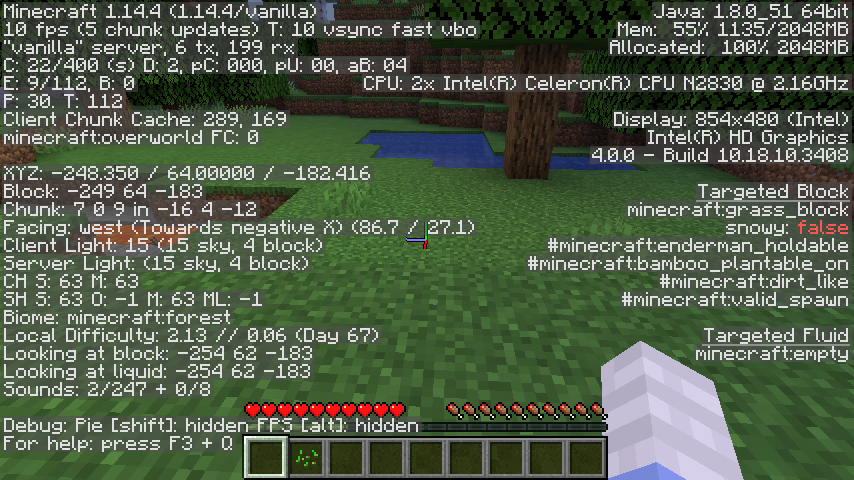 Minecraft 1.14.4 (1.14.4/vanilla)
10 fps (5 chunk updates) T: 10 vsync fast vbo
"vanilla" server, 6 tx, 199 rx
C: 22/400 (s) D: 2, pC: 000, pU: 00, aB: 04
E: 9/112, B: 0
P: 30. T: 112
Client Chunk Cache: 289, 169
minecraft:overworld FC: 0
XYZ: -248.350 / 64.00000 / -182.416
Block: -249 64 -183
Chunk: 7 0 9 in -16 4 -12
Facing: west (Towards negative X) (86.7 / 27.1)
Client Light: 15 (15 sky, 4 block)
Server Light: (15 sky, 4 block)
CH S: 63 M: 63
SH S: 63 O: -1 M: 63 ML: -1
Biome: minecraft:forest
Local Difficulty: 2.13 // 0.06 (Day 67)
Looking at block: -254 62 -183
Looking at liquid: -254 62 -183
Sounds: 2/247 + 0/8
Debug: Pie [shift]: hidden FPS [alt]: hidden
For help: press F3 + Q
Java: 1.8.0_51 64bit
Mem: 55% 1135/2048MB
Allocated: 100% 2048MB
CPU: 2x Intel(R) Celeron(R) CPU N2830 @ 2.16GHz
Display: 854x480 (Intel)
Intel(R) HD Graphics
4.0.0 - Build 10.18.10.3408
Targeted Block
minecraft:grass_block
snowy: false
#minecraft:enderman_holdable
#minecraft:bamboo_plantable_on
#minecraft:dirt_like
#minecraft:valid_spawn
Targeted Fluid
minecraft:empty